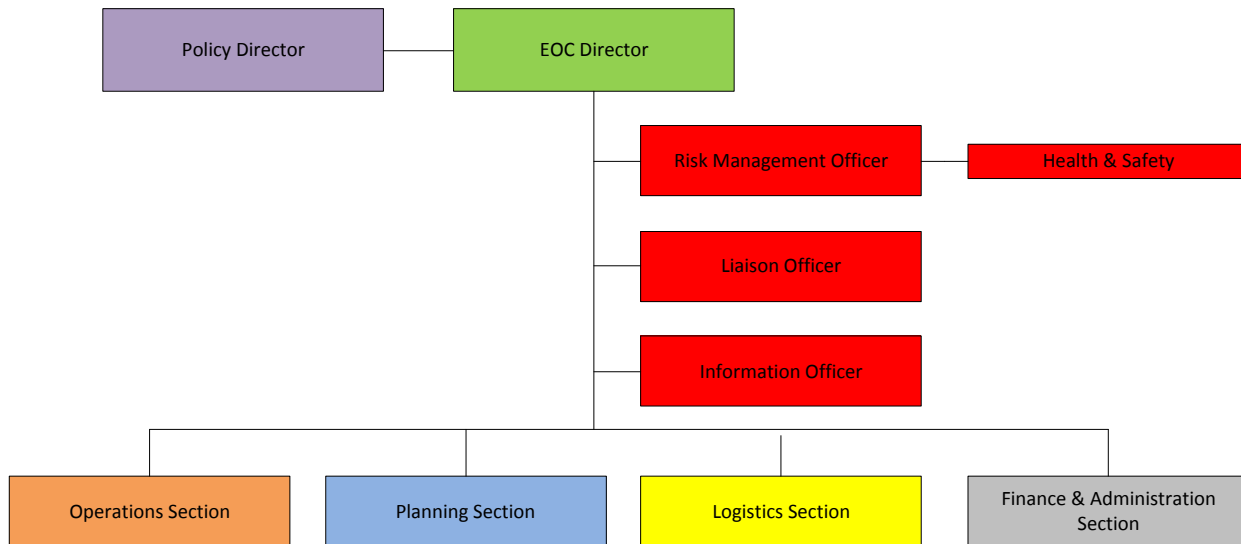 Policy Director
EOC Director
Risk Management Officer
Health & Safety
Liaison Officer
Information Officer
Operations Section
Planning Section
Logistics Section
Finance & Administration
Section